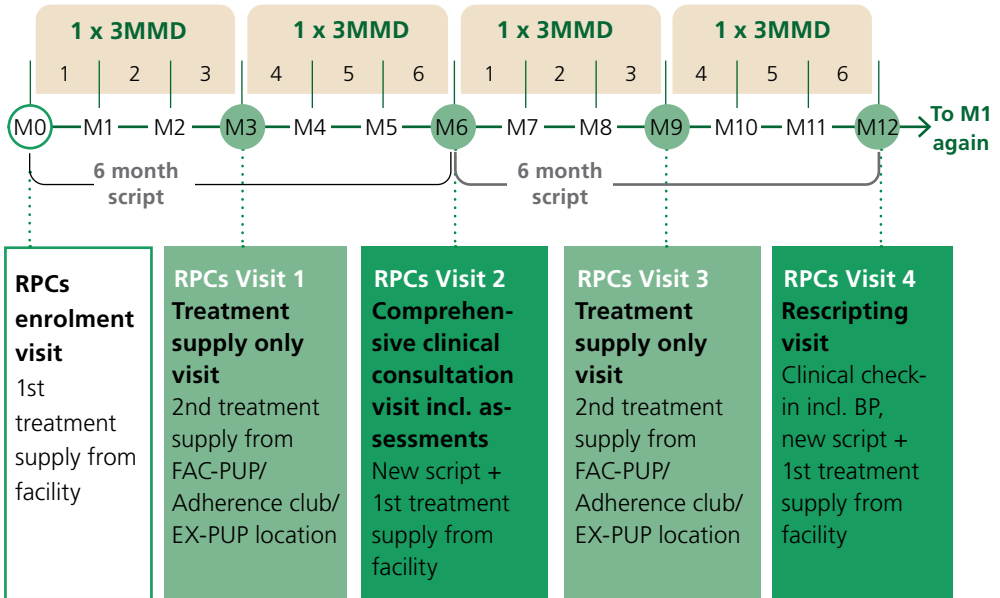 1 x 3MMD
1 x 3MMD
1 x 3MMD
1 x 3MMD
1 2 3 4 5 6 1 2 3 4 5 6
M0 M1 M2 M3 M4 M5 M6 M7 M8 M9 M10 M11 M12
To M1
again
6 month
script
6 month
script
RPCs
enrolment
visit
1st
treatment
supply from
facility
RPCs Visit 1
Treatment
supply only
visit
2nd treatment
supply from
FAC-PUP/
Adherence club/
EX-PUP location
RPCs Visit 2
Comprehen-
sive clinical
consultation
visit incl. as-
sessments
New script +
1st treatment
supply from
facility
RPCs Visit 3
Treatment
supply only
visit
2nd treatment
supply from
FAC-PUP/
Adherence club/
EX-PUP location
RPCs Visit 4
Rescripting
visit
Clinical check-
in incl. BP,
new script +
1st treatment
supply from
facility